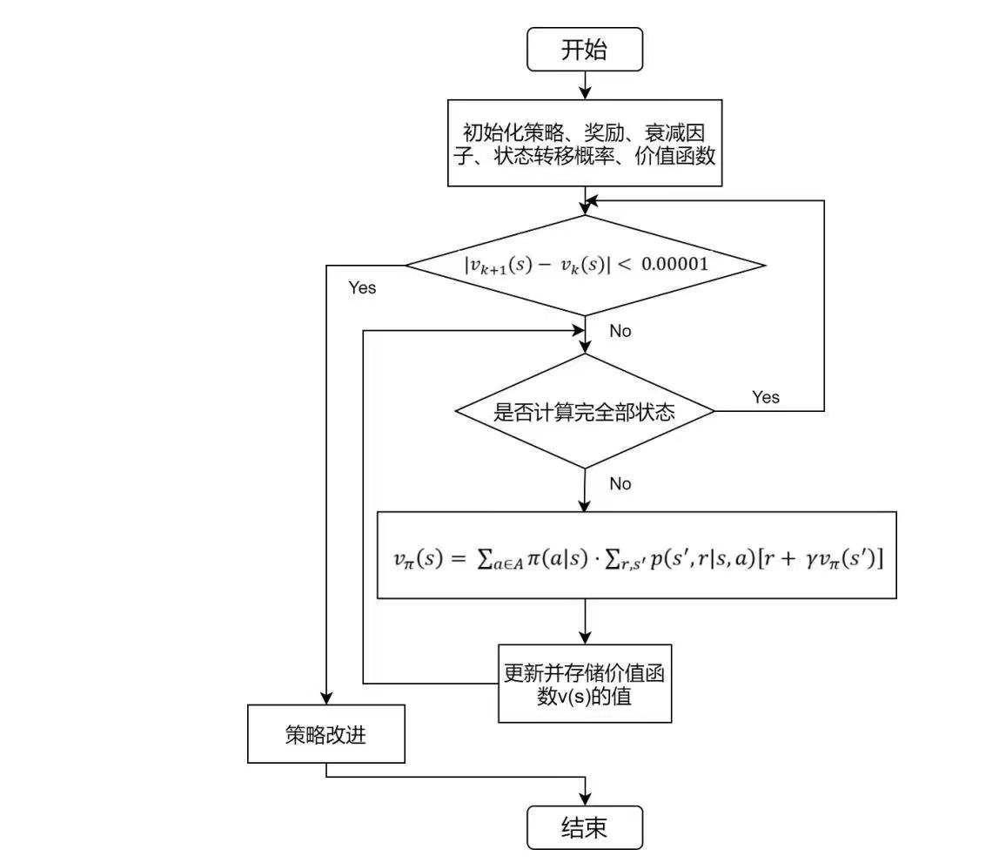 开始
初始化策略、奖励、衰减因
子、状态转移概率、价值函数
|v_{k+1}(s) − v_k(s)| < 0.00001
Yes
No
是否计算完全部状态
Yes
No
v_π(s) = ∑_{a∈A} π(a|s) · ∑_{r,s′} p(s′, r|s, a)[r + γv_π(s′)]
更新并存储价值函
数v(s)的值
策略改进
结束